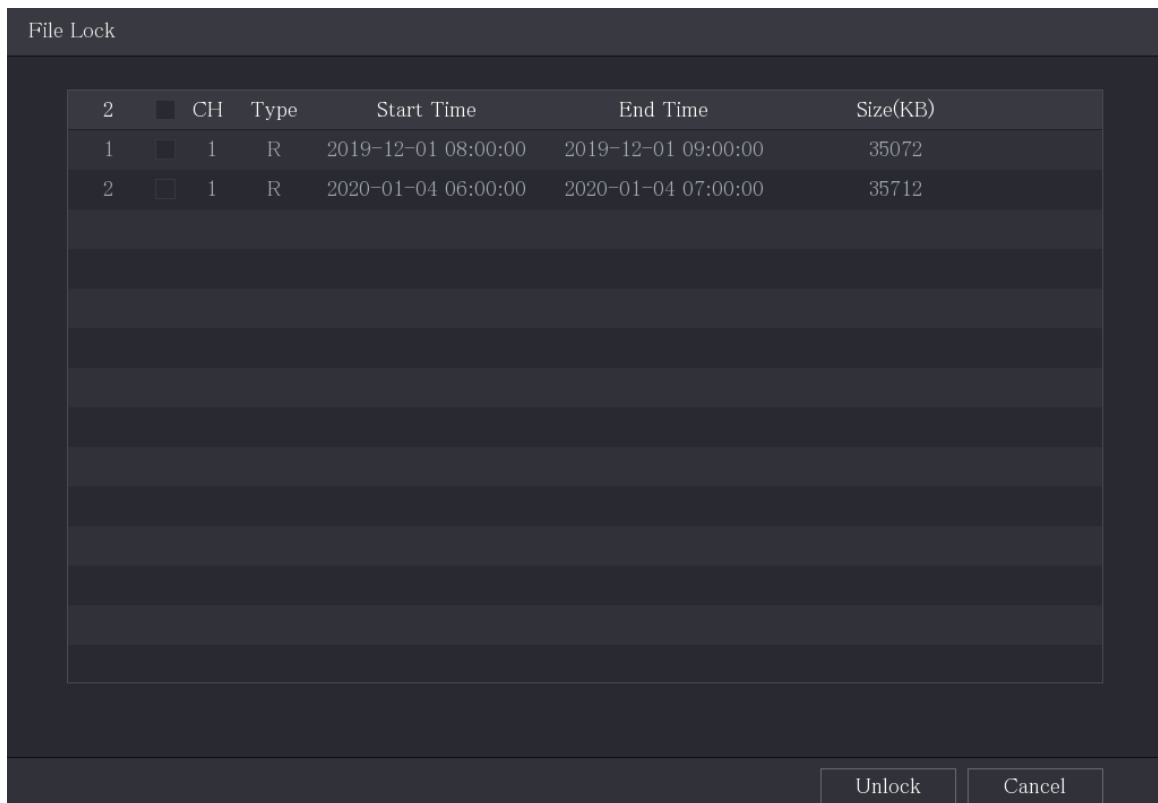 File Lock
2 CH Type Start Time End Time Size(KB)
1 1 R 2019-12-01 08:00:00 2019-12-01 09:00:00 35072
2 1 R 2020-01-04 06:00:00 2020-01-04 07:00:00 35712
Unlock Cancel